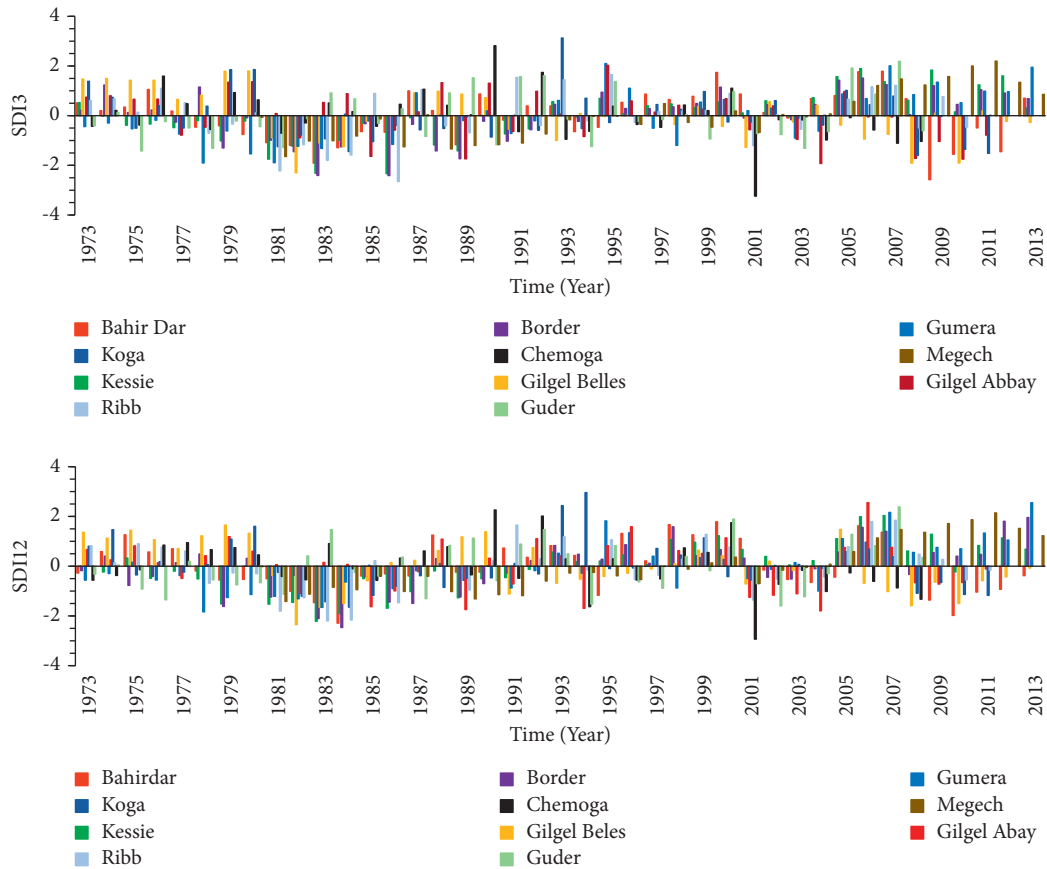 4
2
0
-2
-4
SDI3
1973
1975
1977
1979
1981
1983
1985
1987
1989
1991
1993
1995
1997
1999
2001
2003
2005
2007
2009
2011
2013
Time (Year)
Bahir Dar
Koga
Kessie
Ribb
Border
Chemoga
Gilgel Belles
Guder
Gumera
Megech
Gilgel Abbay
4
2
0
-2
-4
SDI12
1973
1975
1977
1979
1981
1983
1985
1987
1989
1991
1993
1995
1997
1999
2001
2003
2005
2007
2009
2011
2013
Time (Year)
Bahirdar
Koga
Kessie
Ribb
Border
Chemoga
Gilgel Beles
Guder
Gumera
Megech
Gilgel Abay